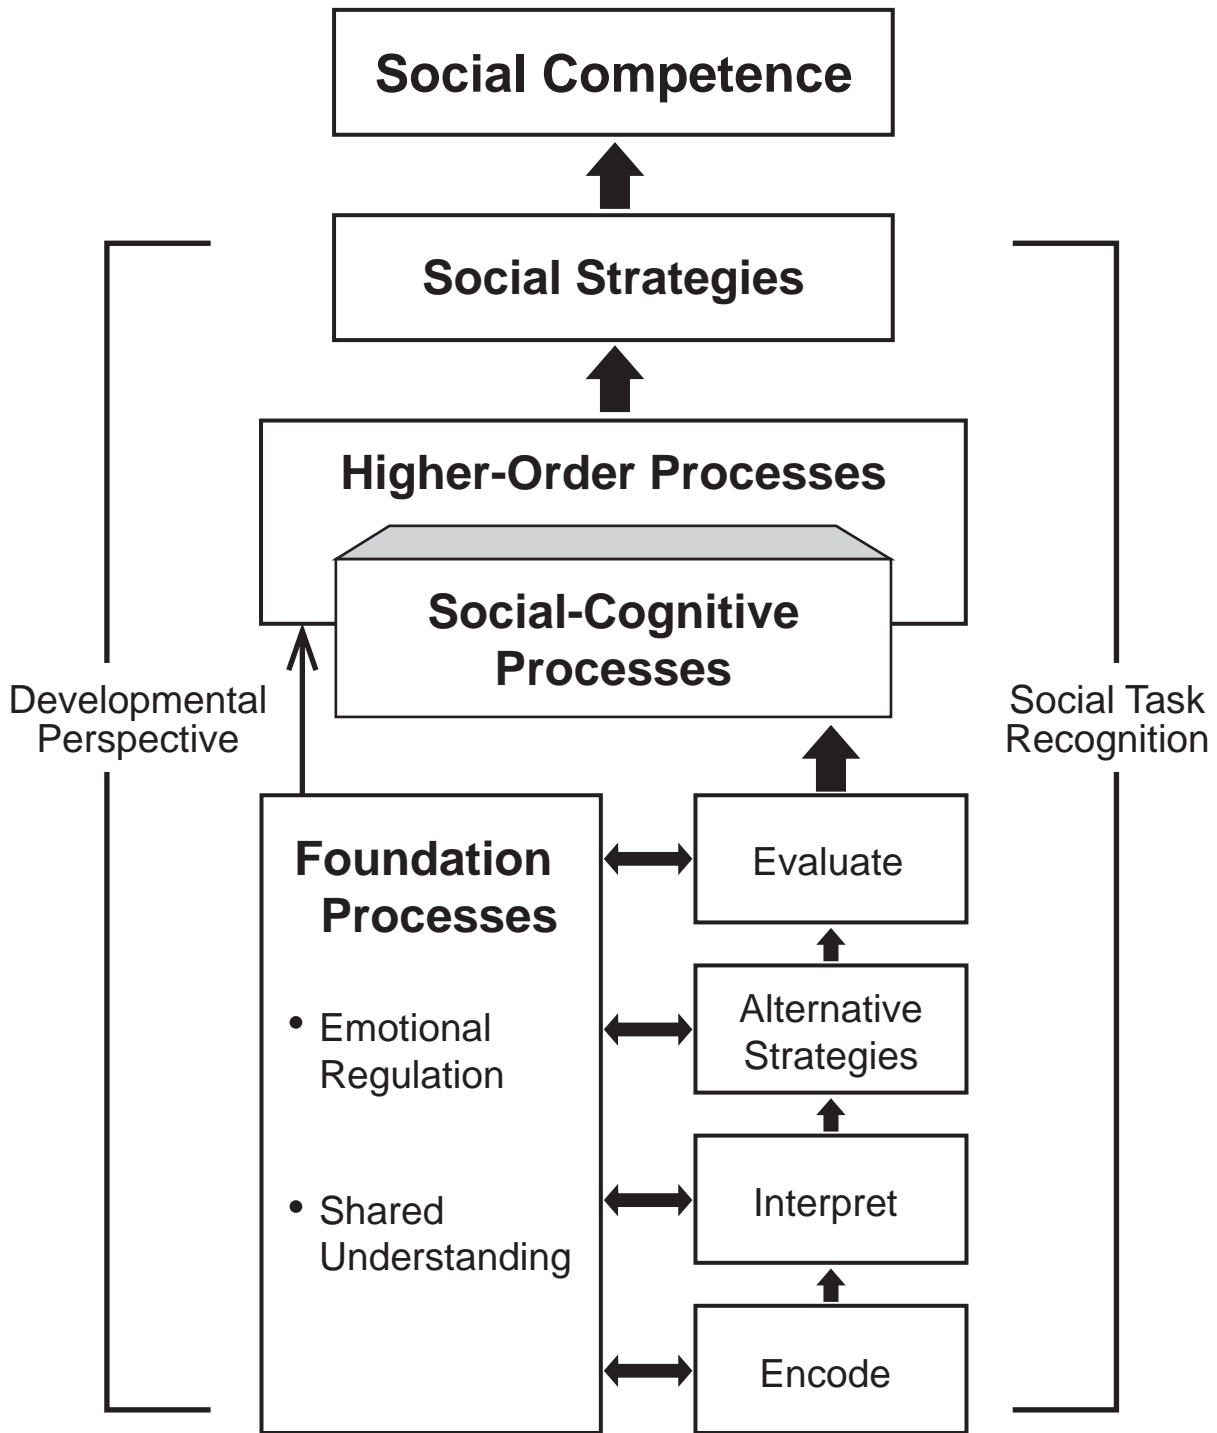 Social Competence
Social Strategies
Higher-Order Processes
Social-Cognitive
Processes
Developmental
Perspective
Social Task
Recognition
Foundation
Processes
• Emotional
Regulation
• Shared
Understanding
Evaluate
Alternative
Strategies
Interpret
Encode